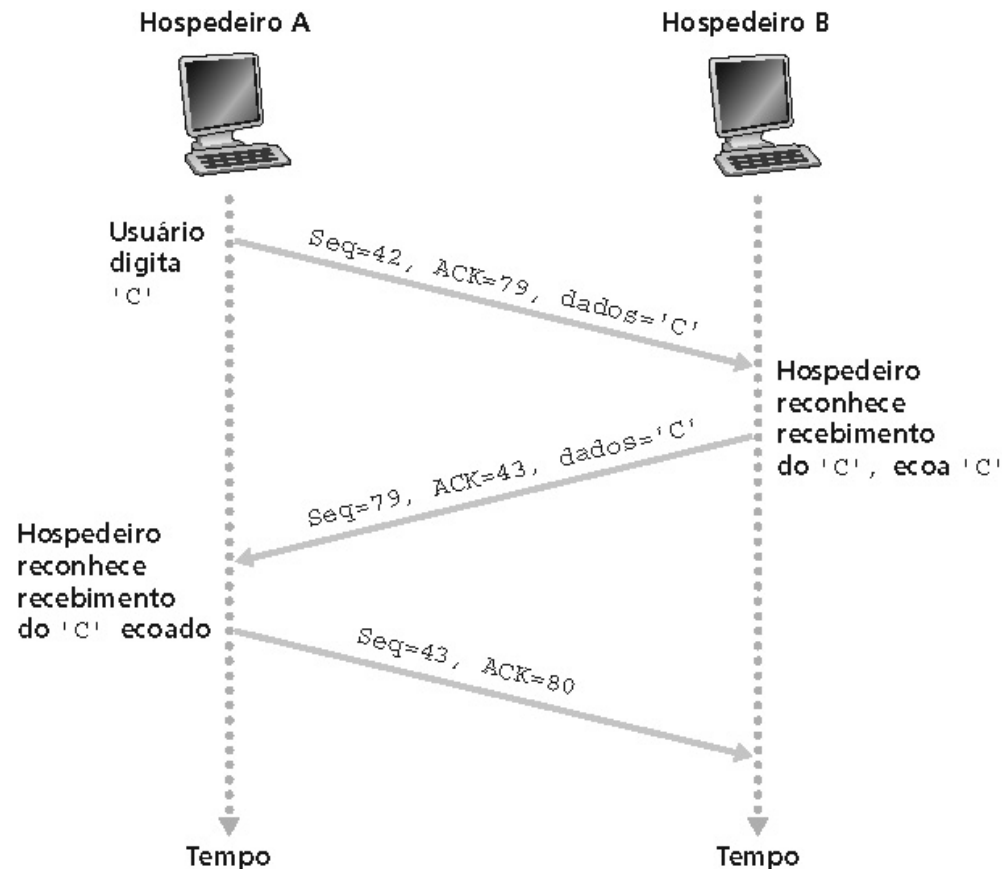 Hospedeiro A
Hospedeiro B
Usuário
digita
'C'
Seq=42, ACK=79, dados='C'
Hospedeiro
reconhece
recebimento
do 'C', ecoa 'C'
Seq=79, ACK=43, dados='C'
Hospedeiro
reconhece
recebimento
do 'C' ecoado
Seq=43, ACK=80
Tempo
Tempo